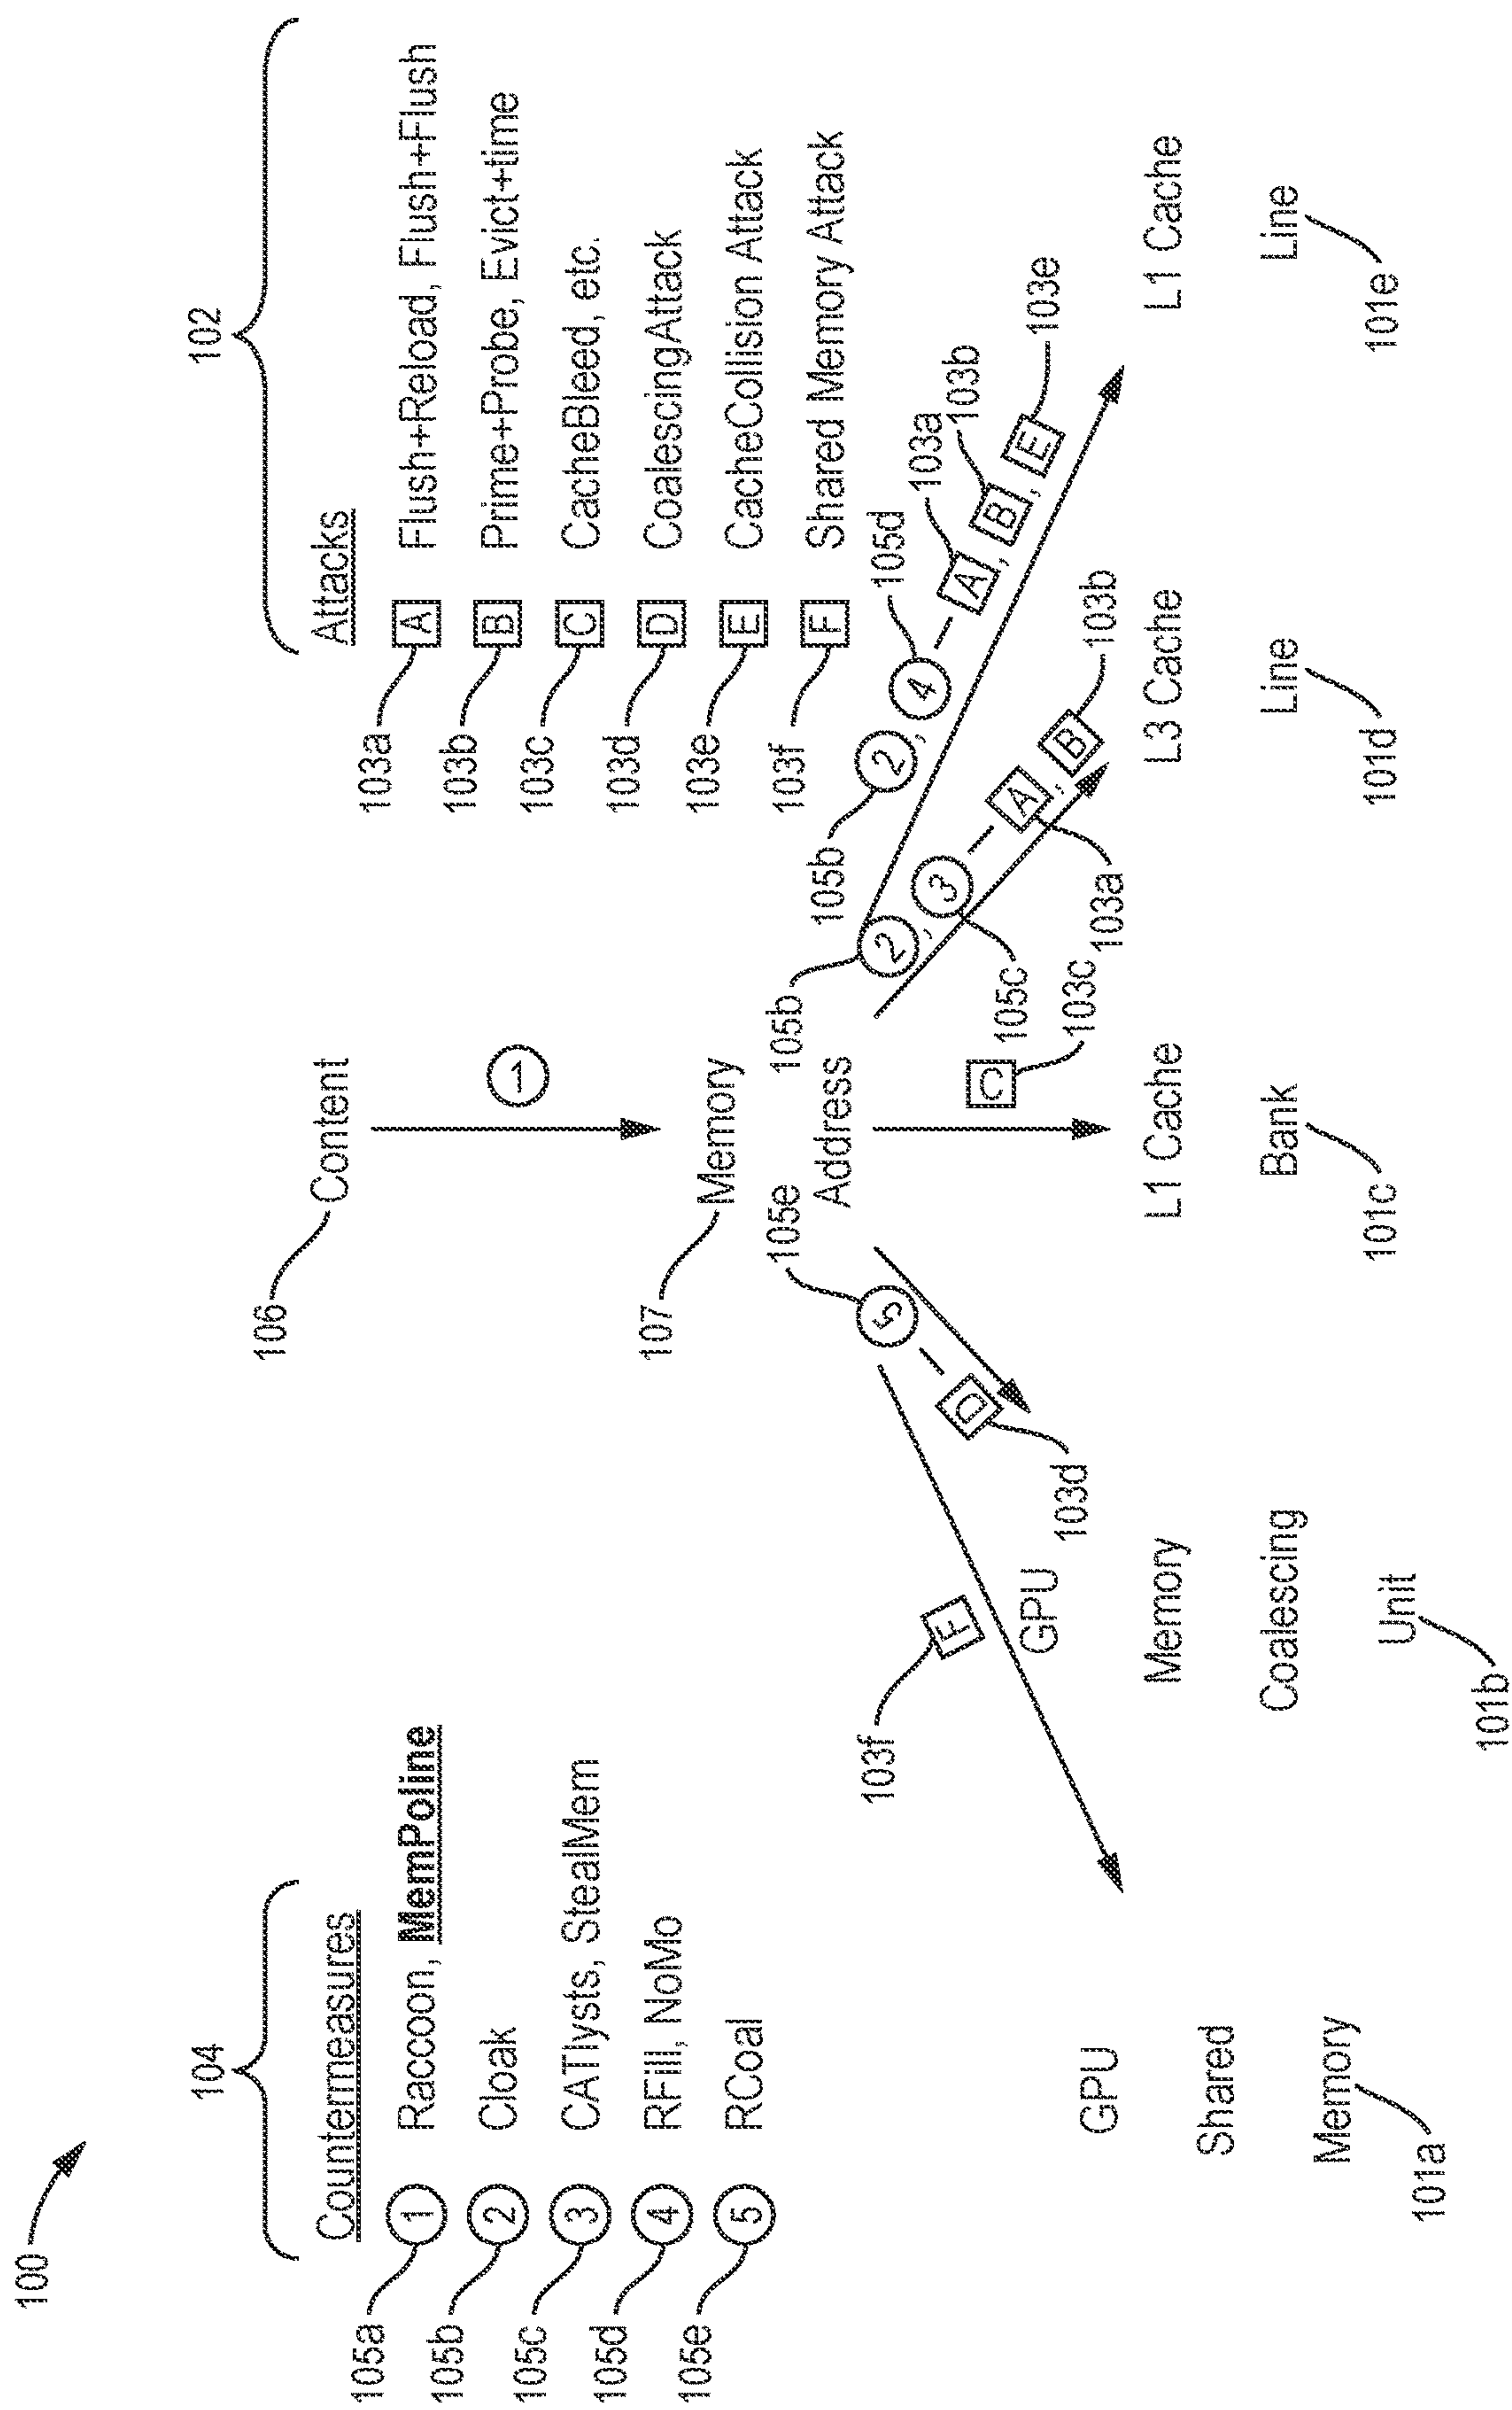 100
104
Countermeasures
105a
1
Raccoon, MemPoline
105b
2
Cloak
105c
3
CATlysts, StealMem
105d
4
RFill, NoMo
105e
5
RCoal
106
Content
1
107
Memory
Address
102
Attacks
103a
A
Flush+Reload, Flush+Flush
103b
B
Prime+Probe, Evict+time
103c
C
CacheBleed, etc.
103d
D
CoalescingAttack
103e
E
CacheCollision Attack
103f
F
Shared Memory Attack
103f
F
105e
5
D
103d
C
103c
105b
2, 3
105c
A, B
103a
103b
105b
2, 4
105d
A, B, E
103a
103b
103e
GPU
Shared
Memory
101a
GPU
Memory
Coalescing
Unit
101b
L1 Cache
Bank
101c
L3 Cache
Line
101d
L1 Cache
Line
101e